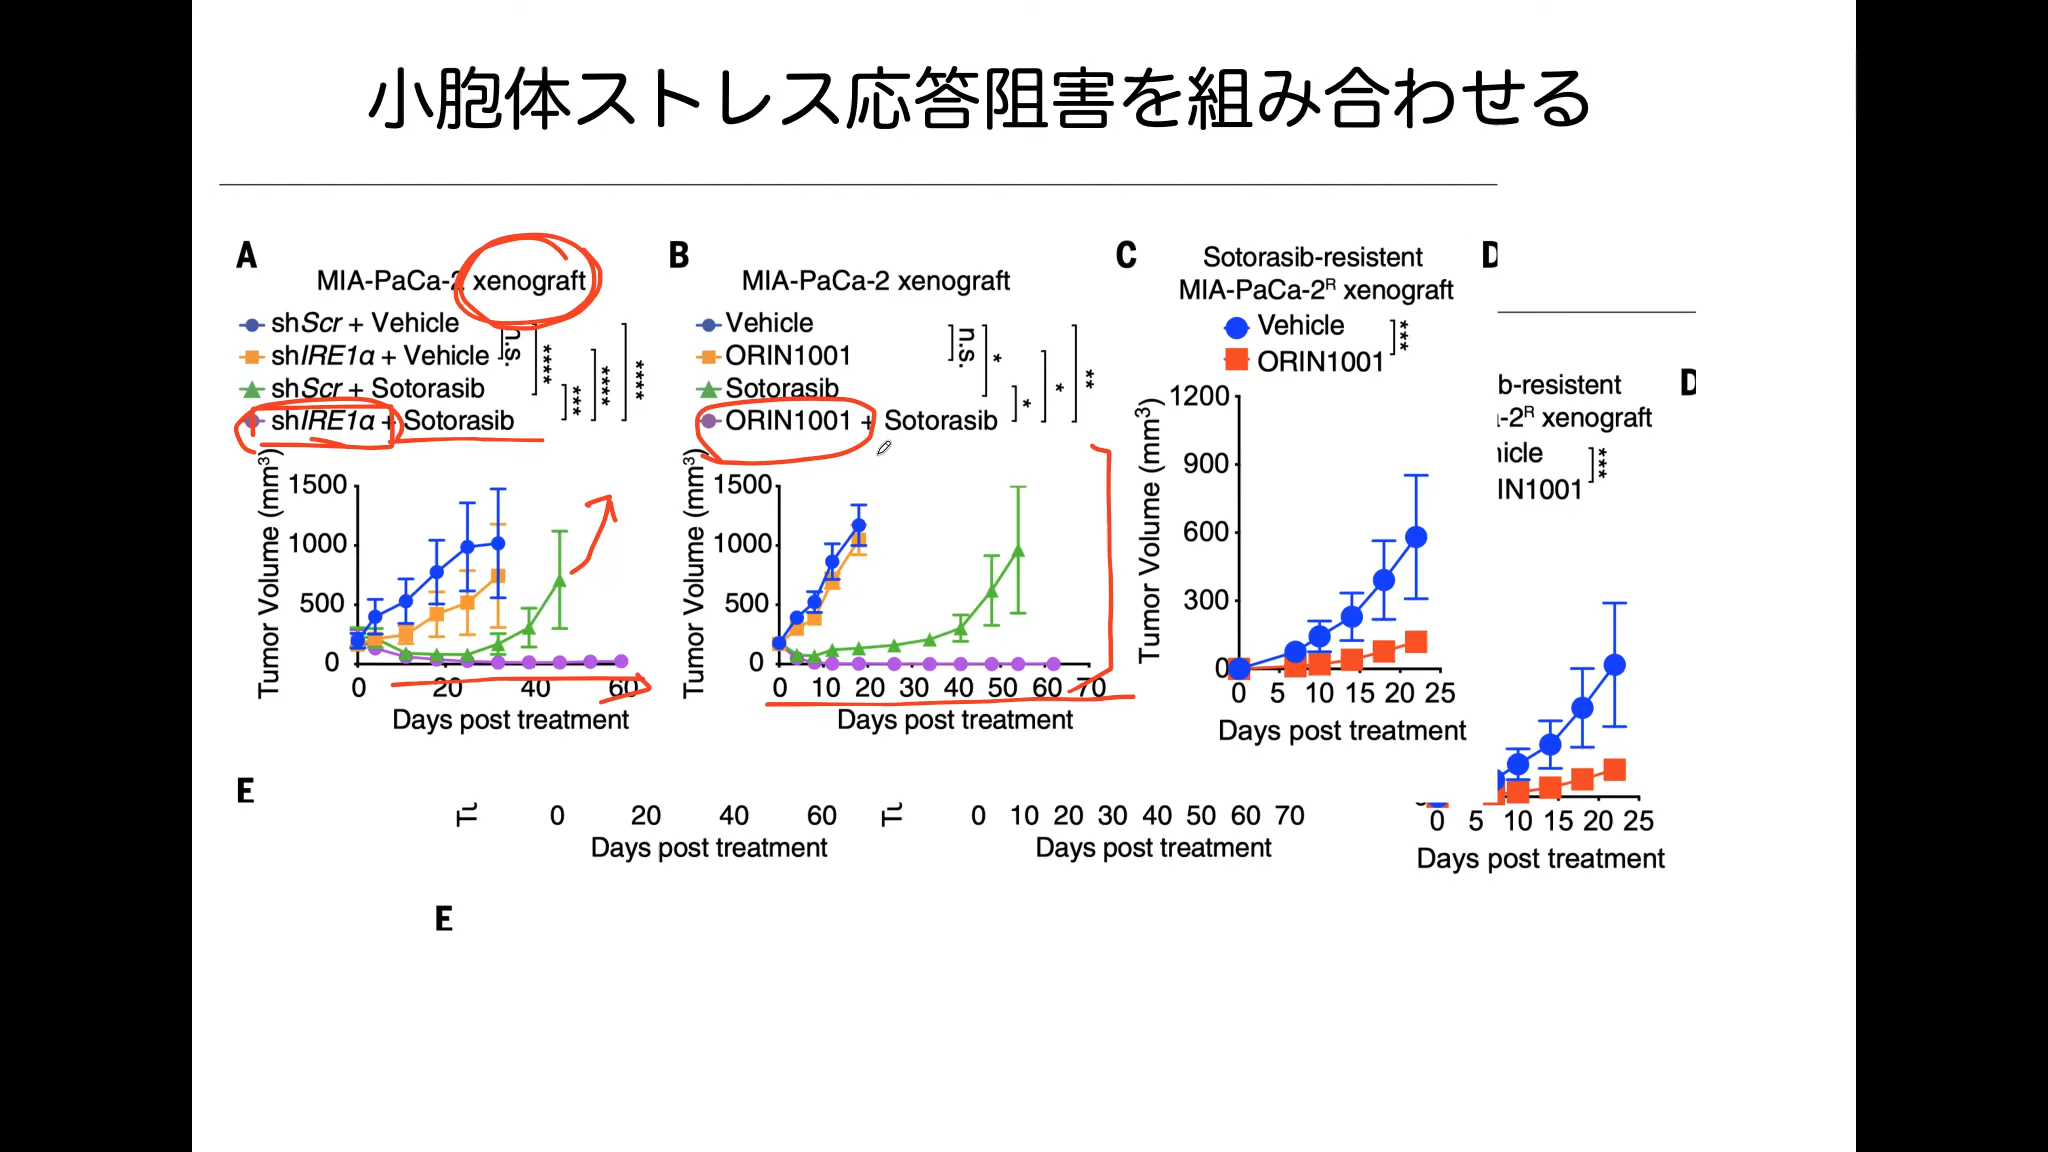 小胞体ストレス応答阻害を組み合わせる
A
MIA-PaCa-2 xenograft
shScr + Vehicle
shIRE1α + Vehicle
shScr + Sotorasib
shIRE1α + Sotorasib
n.s.
****
***
****
****
Tumor Volume (mm³)
1500
1000
500
0
0 20 40 60
Days post treatment
B
MIA-PaCa-2 xenograft
Vehicle
ORIN1001
Sotorasib
ORIN1001 + Sotorasib
n.s.
*
*
*
**
Tumor Volume (mm³)
1500
1000
500
0
0 10 20 30 40 50 60 70
Days post treatment
C
Sotorasib-resistent
MIA-PaCa-2ᴿ xenograft
Vehicle
ORIN1001
***
Tumor Volume (mm³)
1200
900
600
300
0
0 5 10 15 20 25
Days post treatment
D
b-resistent
-2ᴿ xenograft
icle
IN1001
***
D
E
0 20 40 60
Days post treatment
0 10 20 30 40 50 60 70
Days post treatment
0 5 10 15 20 25
Days post treatment
E